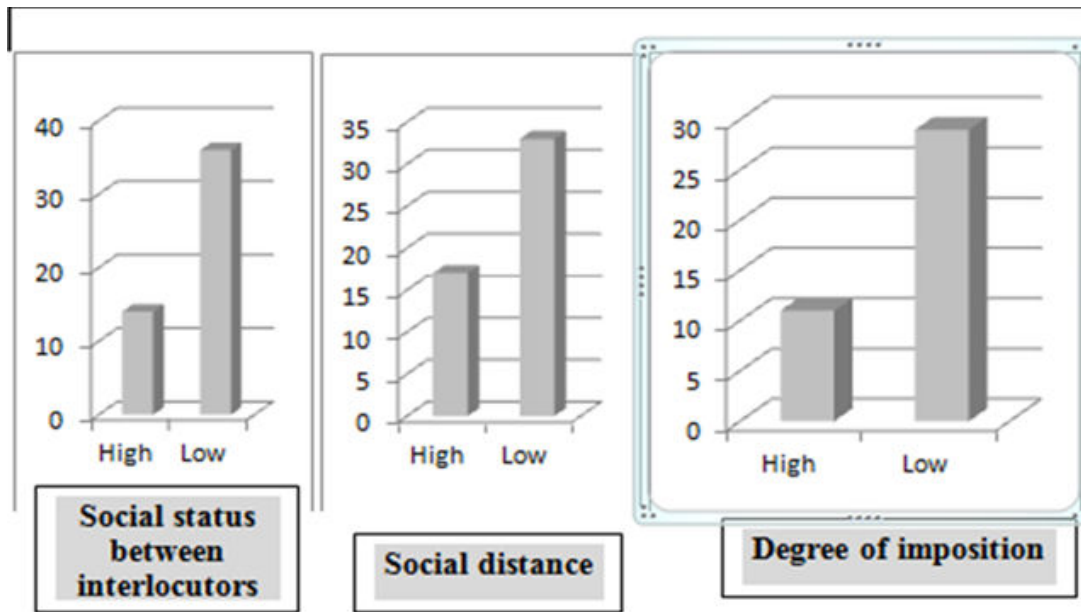 40
30
20
10
0
High Low
Social status
between
interlocutors
35
30
25
20
15
10
5
0
High Low
Social distance
30
25
20
15
10
5
0
High Low
Degree of imposition